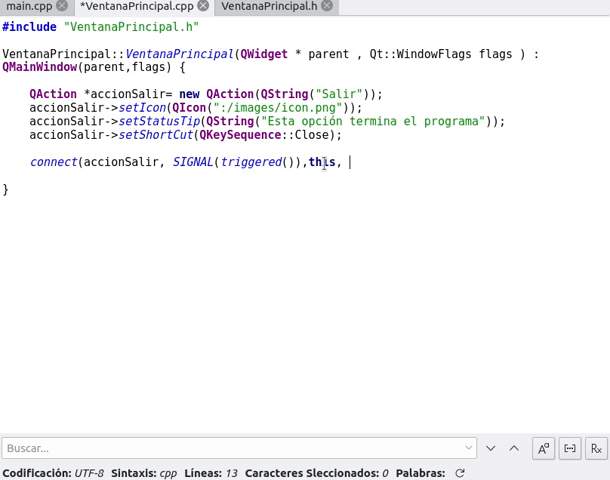 main.cpp *VentanaPrincipal.cpp VentanaPrincipal.h
#include "VentanaPrincipal.h"
VentanaPrincipal::VentanaPrincipal(QWidget * parent , Qt::WindowFlags flags ) :
QMainWindow(parent,flags) {
QAction *accionSalir= new QAction(QString("Salir"));
accionSalir->setIcon(QIcon(":/images/icon.png"));
accionSalir->setStatusTip(QString("Esta opción termina el programa"));
accionSalir->setShortCut(QKeySequence::Close);
connect(accionSalir, SIGNAL(triggered()),this,
}
Buscar...
Codificación: UTF-8 Sintaxis: cpp Líneas: 13 Caracteres Sleccionados: 0 Palabras: